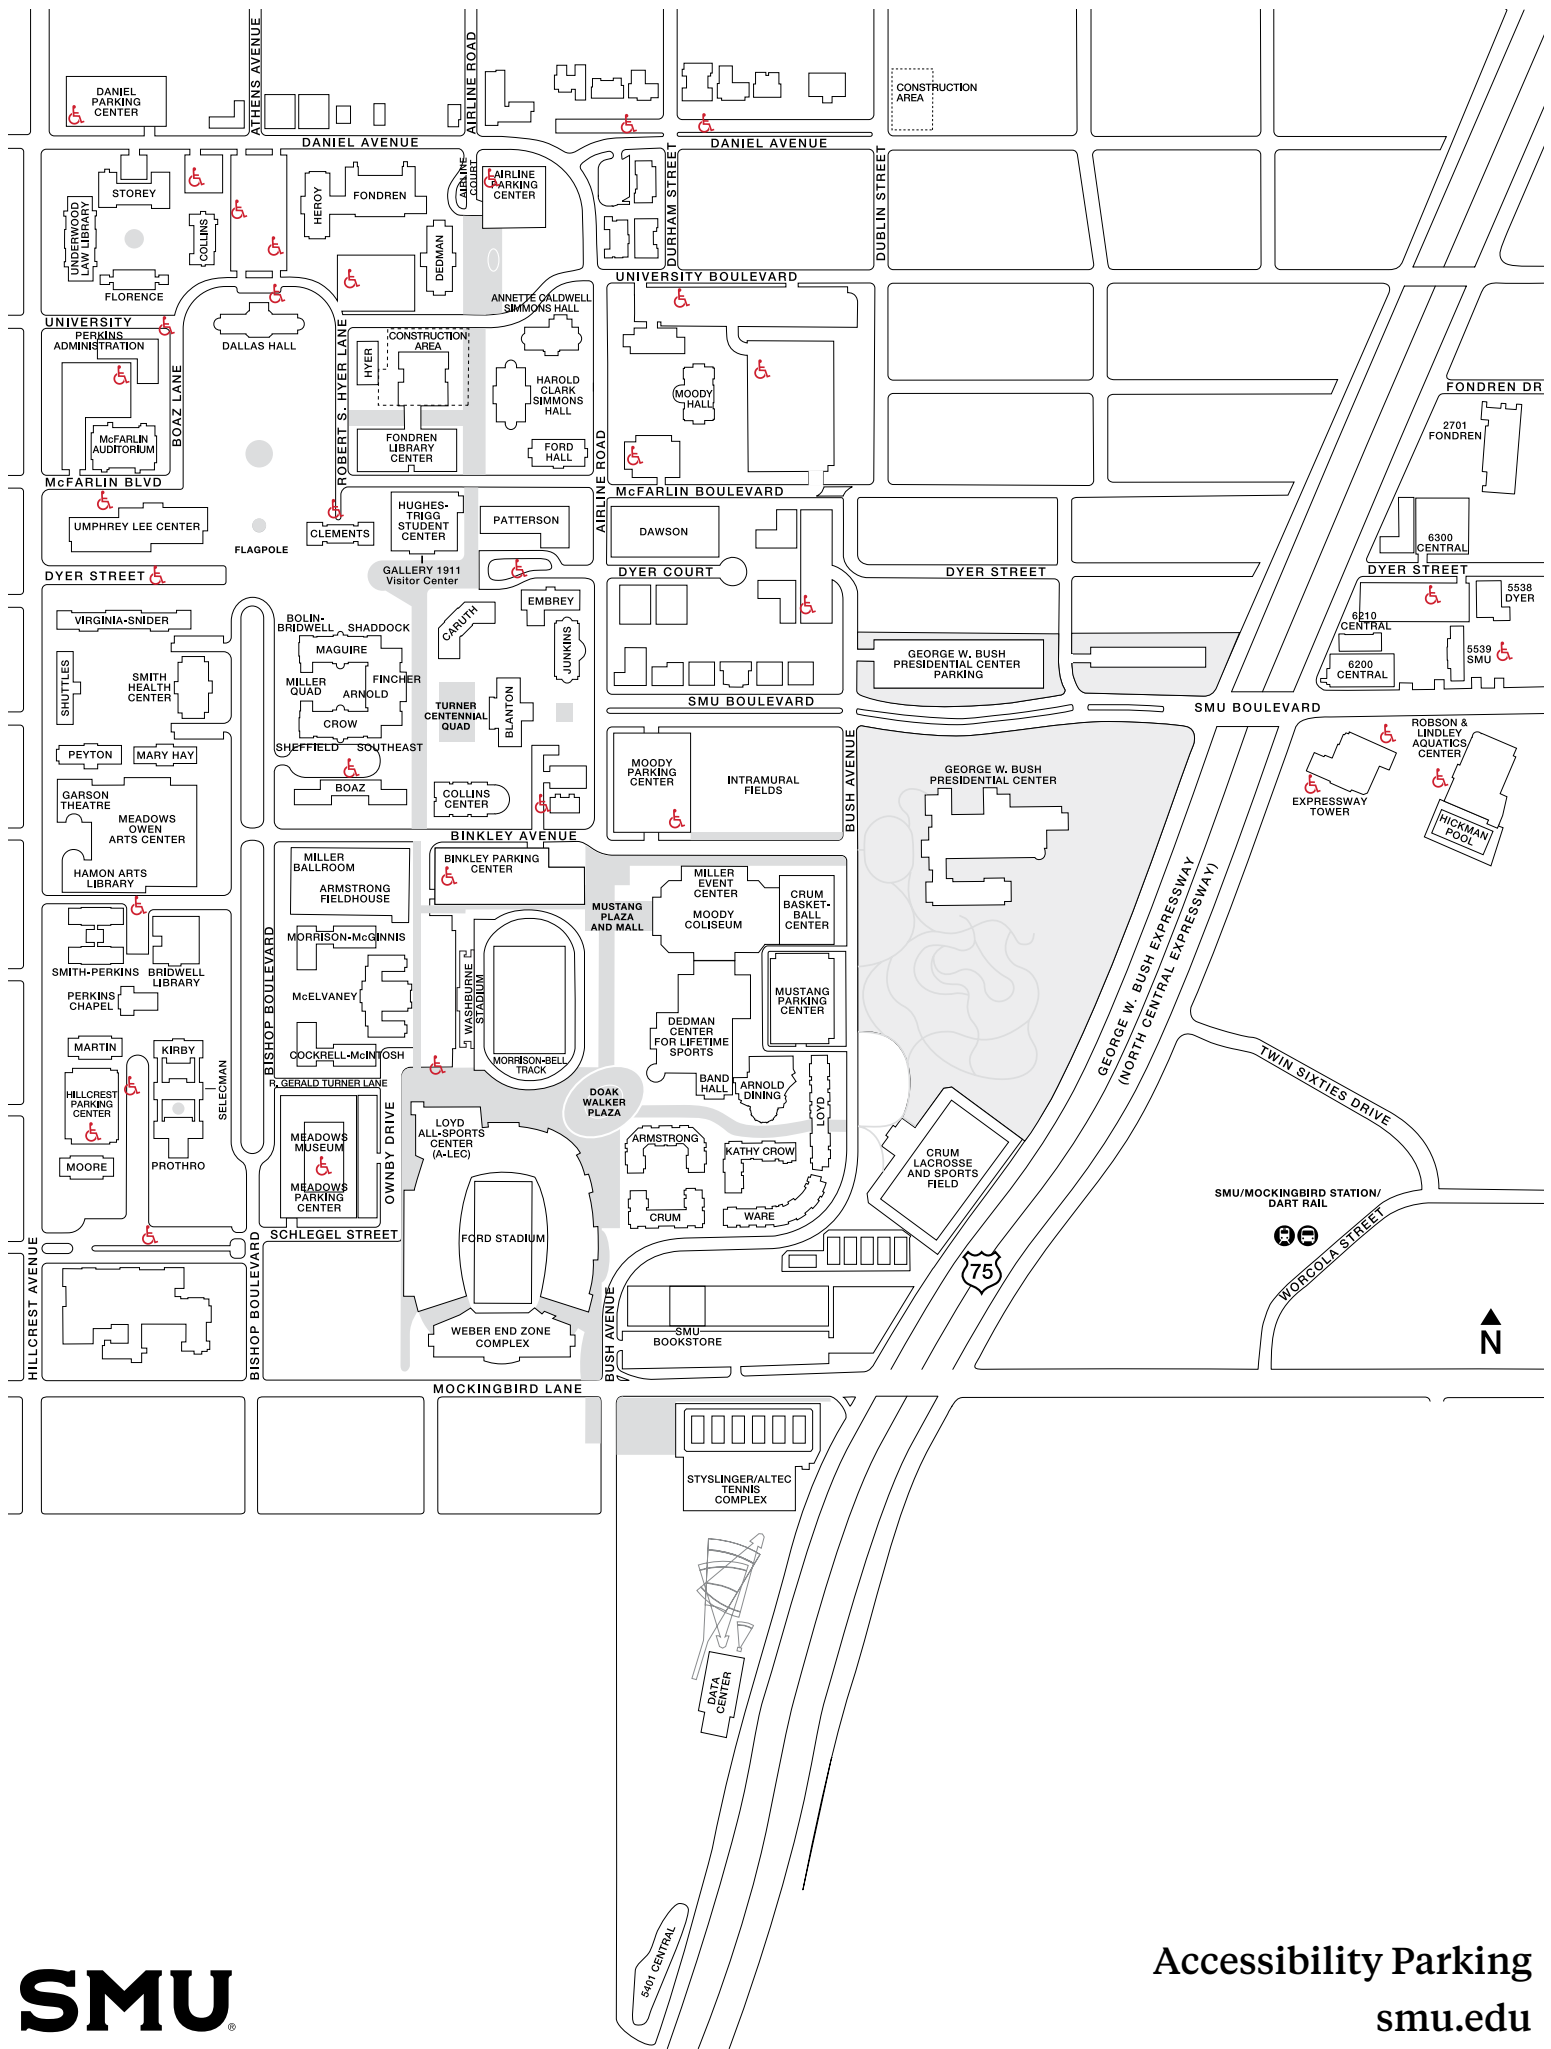 ATHENS AVENUE
AIRLINE ROAD
DANIEL
PARKING
CENTER
CONSTRUCTION
AREA
DANIEL AVENUE
DANIEL AVENUE
STOREY
HEROY
FONDREN
AIRLINE
COURT
AIRLINE
PARKING
CENTER
DURHAM STREET
DUBLIN STREET
UNDERWOOD
LAW LIBRARY
COLLINS
DEDMAN
FLORENCE
UNIVERSITY BOULEVARD
ANNETTE CALDWELL
SIMMONS HALL
UNIVERSITY
PERKINS
ADMINISTRATION
DALLAS HALL
BOAZ LANE
ROBERT S. HYER LANE
HYER
CONSTRUCTION
AREA
HAROLD
CLARK
SIMMONS
HALL
MOODY
HALL
FONDREN DR
2701
FONDREN
McFARLIN
AUDITORIUM
FONDREN
LIBRARY
CENTER
FORD
HALL
AIRLINE ROAD
McFARLIN BLVD
McFARLIN BOULEVARD
UMPHREY LEE CENTER
CLEMENTS
HUGHES-
TRIGG
STUDENT
CENTER
PATTERSON
DAWSON
FLAGPOLE
6300
CENTRAL
GALLERY 1911
Visitor Center
DYER STREET
DYER COURT
DYER STREET
DYER STREET
5538
DYER
VIRGINIA-SNIDER
BOLIN-
BRIDWELL
SHADDOCK
MAGUIRE
CARUTH
EMBREY
JUNKINS
6210
CENTRAL
5539
SMU
6200
CENTRAL
GEORGE W. BUSH
PRESIDENTIAL CENTER
PARKING
SHUTTLES
SMITH
HEALTH
CENTER
MILLER
QUAD
FINCHER
ARNOLD
CROW
SHEFFIELD
SOUTHEAST
TURNER
CENTENNIAL
QUAD
BLANTON
SMU BOULEVARD
SMU BOULEVARD
PEYTON
MARY HAY
BOAZ
COLLINS
CENTER
MOODY
PARKING
CENTER
INTRAMURAL
FIELDS
BUSH AVENUE
GEORGE W. BUSH
PRESIDENTIAL CENTER
ROBSON &
LINDLEY
AQUATICS
CENTER
EXPRESSWAY
TOWER
HICKMAN
POOL
GARSON
THEATRE
MEADOWS
OWEN
ARTS CENTER
HAMON ARTS
LIBRARY
BINKLEY AVENUE
MILLER
BALLROOM
ARMSTRONG
FIELDHOUSE
BINKLEY PARKING
CENTER
MUSTANG
PLAZA
AND MALL
MILLER
EVENT
CENTER
MOODY
COLISEUM
CRUM
BASKET-
BALL
CENTER
GEORGE W. BUSH EXPRESSWAY
(NORTH CENTRAL EXPRESSWAY)
SMITH-PERKINS
BRIDWELL
LIBRARY
BISHOP BOULEVARD
MORRISON-McGINNIS
PERKINS
CHAPEL
McELVANEY
WASHBURNE
STADIUM
MUSTANG
PARKING
CENTER
DEDMAN
CENTER
FOR LIFETIME
SPORTS
MARTIN
KIRBY
COCKRELL-McINTOSH
MORRISON-BELL
TRACK
TWIN SIXTIES DRIVE
R. GERALD TURNER LANE
SELECMAN
HILLCREST
PARKING
CENTER
BAND
HALL
ARNOLD
DINING
DOAK
WALKER
PLAZA
LOYD
MEADOWS
MUSEUM
OWNBY DRIVE
LOYD
ALL-SPORTS
CENTER
(A-LEC)
ARMSTRONG
KATHY CROW
CRUM
LACROSSE
AND SPORTS
FIELD
MOORE
PROTHRO
MEADOWS
PARKING
CENTER
CRUM
WARE
SMU/MOCKINGBIRD STATION/
DART RAIL
SCHLEGEL STREET
FORD STADIUM
WORCOLA STREET
HILLCREST AVENUE
BISHOP BOULEVARD
75
BUSH AVENUE
WEBER END ZONE
COMPLEX
SMU
BOOKSTORE
N
MOCKINGBIRD LANE
STYSLINGER/ALTEC
TENNIS
COMPLEX
DATA
CENTER
5401 CENTRAL
Accessibility Parking
SMU®
smu.edu